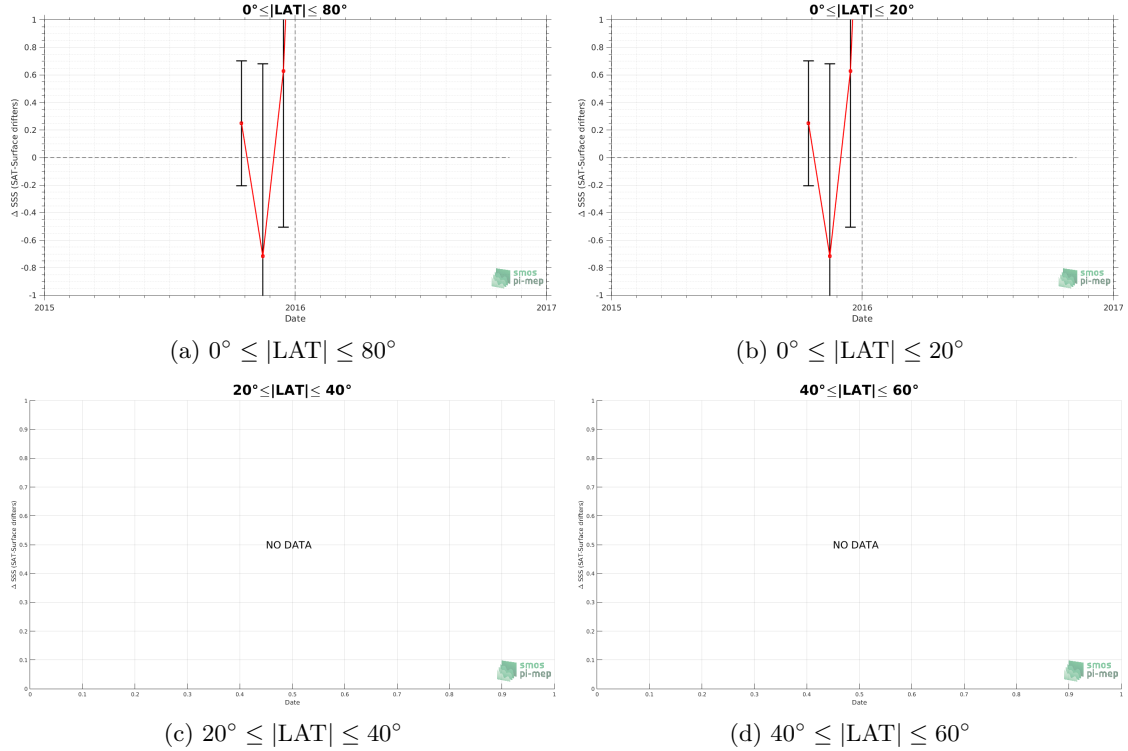 0°≤|LAT|≤ 80°
1
0.8
0.6
0.4
0.2
0
-0.2
-0.4
-0.6
-0.8
-1
Δ SSS (SAT-Surface drifters)
2015
2016
2017
Date
smos
pi-mep
(a) 0° ≤ |LAT| ≤ 80°
0°≤|LAT|≤ 20°
1
0.8
0.6
0.4
0.2
0
-0.2
-0.4
-0.6
-0.8
-1
Δ SSS (SAT-Surface drifters)
2015
2016
2017
Date
smos
pi-mep
(b) 0° ≤ |LAT| ≤ 20°
20°≤|LAT|≤ 40°
1
0.9
0.8
0.7
0.6
0.5
0.4
0.3
0.2
0.1
0
Δ SSS (SAT-Surface drifters)
NO DATA
0 0.1 0.2 0.3 0.4 0.5 0.6 0.7 0.8 0.9 1
Date
smos
pi-mep
(c) 20° ≤ |LAT| ≤ 40°
40°≤|LAT|≤ 60°
1
0.9
0.8
0.7
0.6
0.5
0.4
0.3
0.2
0.1
0
Δ SSS (SAT-Surface drifters)
NO DATA
0 0.1 0.2 0.3 0.4 0.5 0.6 0.7 0.8 0.9 1
Date
smos
pi-mep
(d) 40° ≤ |LAT| ≤ 60°